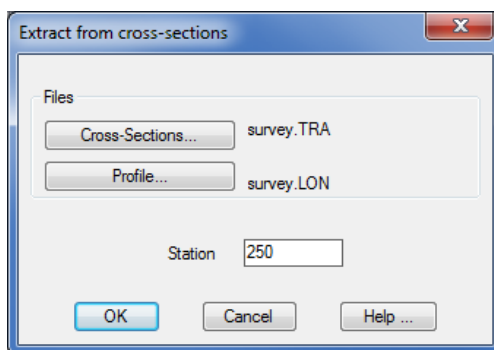 Extract from cross-sections
Files
Cross-Sections... survey.TRA
Profile... survey.LON
Station 250
OK Cancel Help ...